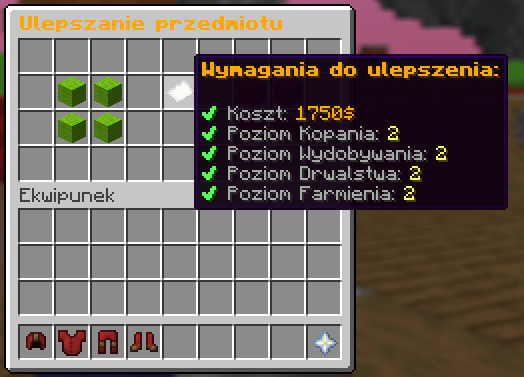 Ulepszanie przedmiotu
Wymagania do ulepszenia:
✔ Koszt: 1750$
✔ Poziom Kopania: 2
✔ Poziom Wydobywania: 2
✔ Poziom Drwalstwa: 2
✔ Poziom Farmienia: 2
Ekwipunek